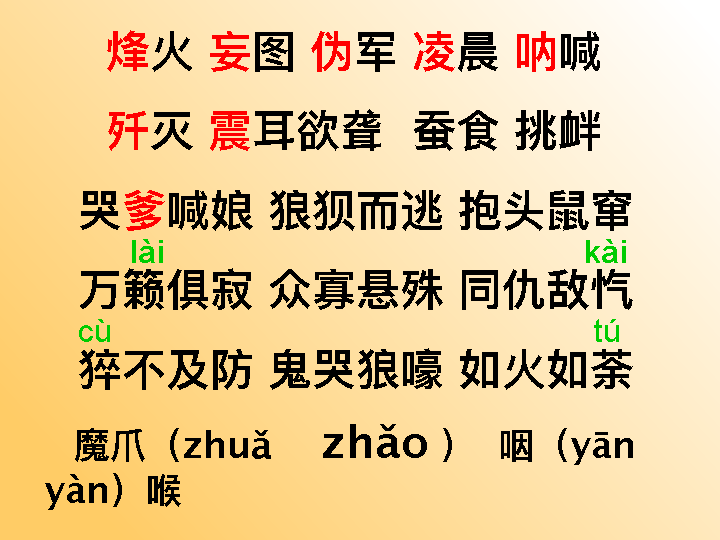 烽火 妄图 伪军 凌晨 呐喊
歼灭 震耳欲聋 蚕食 挑衅
哭爹喊娘 狼狈而逃 抱头鼠窜
lài kài
万籁俱寂 众寡悬殊 同仇敌忾
cù tú
猝不及防 鬼哭狼嚎 如火如荼
魔爪（zhuǎ zhǎo ） 咽（yān
yàn）喉